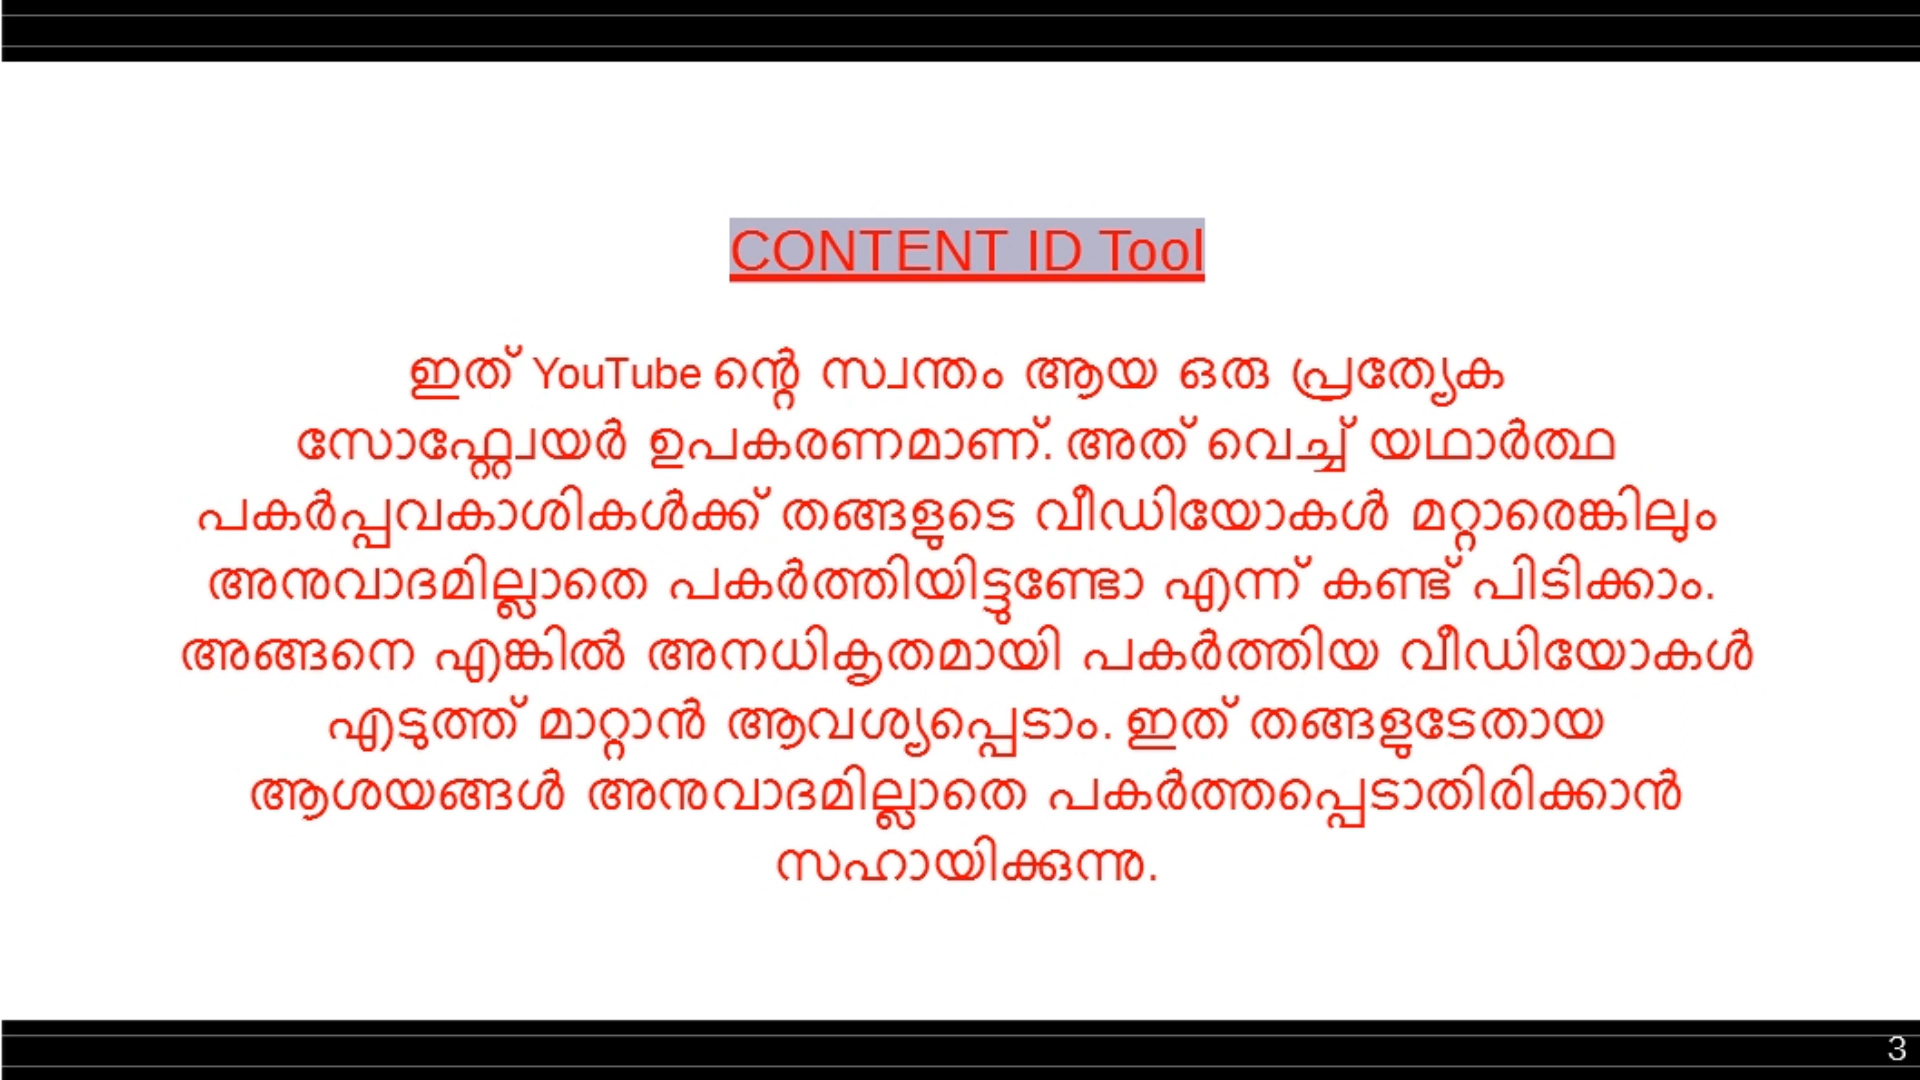 CONTENT ID Tool
ഇത് YouTube ന്റെ സ്വന്തം ആയ ഒരു പ്രത്യേക
സോഫ്റ്റ്വേയർ ഉപകരണമാണ്. അത് വെച്ച് യഥാർത്ഥ
പകർപ്പവകാശികൾക്ക് തങ്ങളുടെ വീഡിയോകൾ മറ്റാരെങ്കിലും
അനുവാദമില്ലാതെ പകർത്തിയിട്ടുണ്ടോ എന്ന് കണ്ട് പിടിക്കാം.
അങ്ങനെ എങ്കിൽ അനധികൃതമായി പകർത്തിയ വീഡിയോകൾ
എടുത്ത് മാറ്റാൻ ആവശ്യപ്പെടാം. ഇത് തങ്ങളുടേതായ
ആശയങ്ങൾ അനുവാദമില്ലാതെ പകർത്തപ്പെടാതിരിക്കാൻ
സഹായിക്കുന്നു.
3